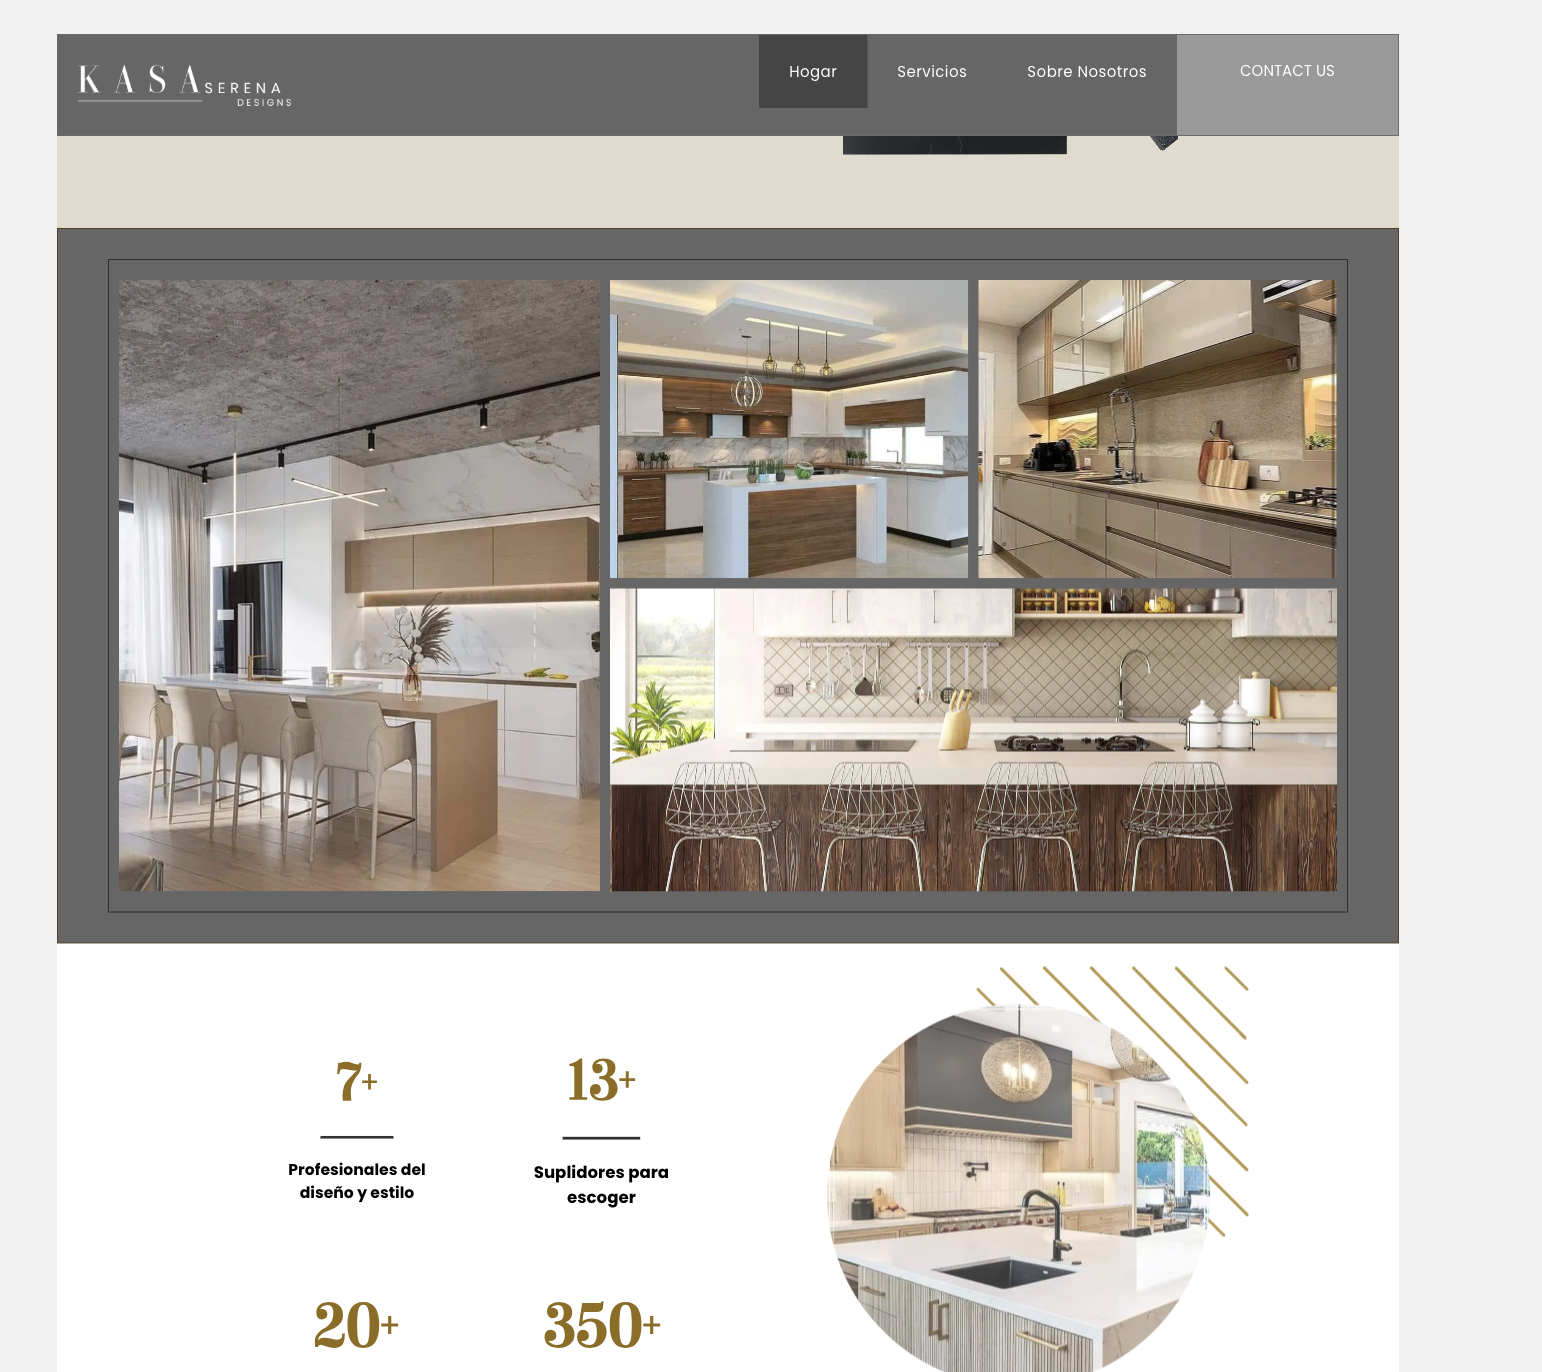 KASA SERENA
DESIGNS
Hogar
Servicios
Sobre Nosotros
CONTACT US
7+
Profesionales del
diseño y estilo
13+
Suplidores para
escoger
20+
350+